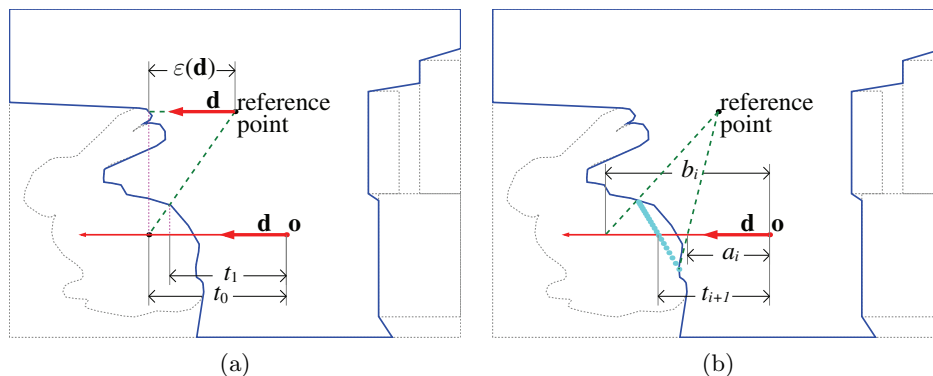 ε(d)
d
reference
point
d o
t₁
t₀
(a)
reference
point
bᵢ
d o
aᵢ
tᵢ₊₁
(b)